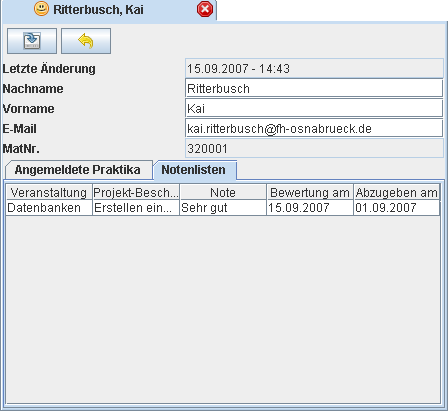 Ritterbusch, Kai
Letzte Änderung 15.09.2007 - 14:43
Nachname Ritterbusch
Vorname Kai
E-Mail kai.ritterbusch@fh-osnabrueck.de
MatNr. 320001
Angemeldete Praktika Notenlisten
Veranstaltung Projekt-Besch... Note Bewertung am Abzugeben am
Datenbanken Erstellen ein... Sehr gut 15.09.2007 01.09.2007